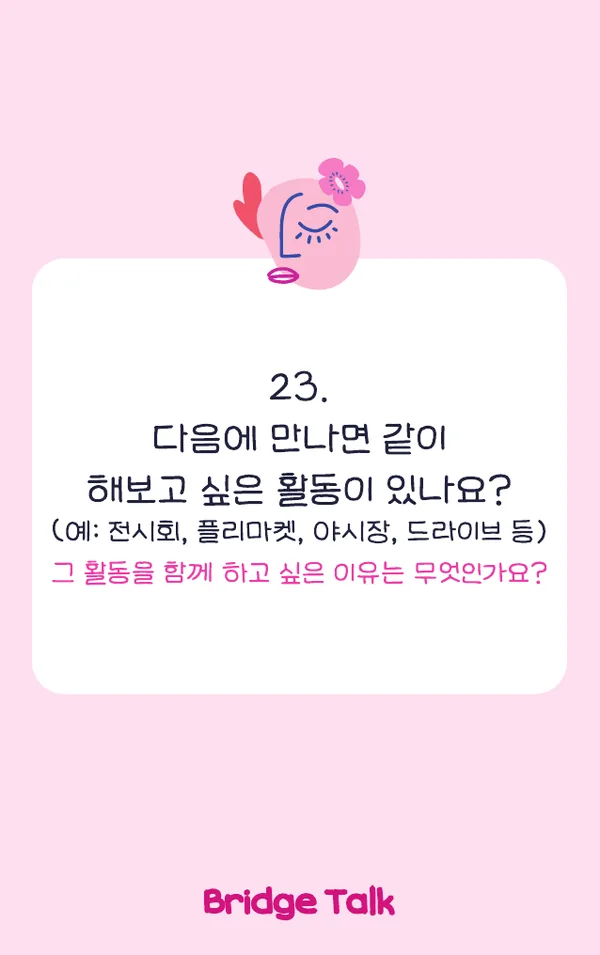 23.
다음에 만나면 같이
해보고 싶은 활동이 있나요?
(예: 전시회, 플리마켓, 야시장, 드라이브 등)
그 활동을 함께 하고 싶은 이유는 무엇인가요?
Bridge Talk